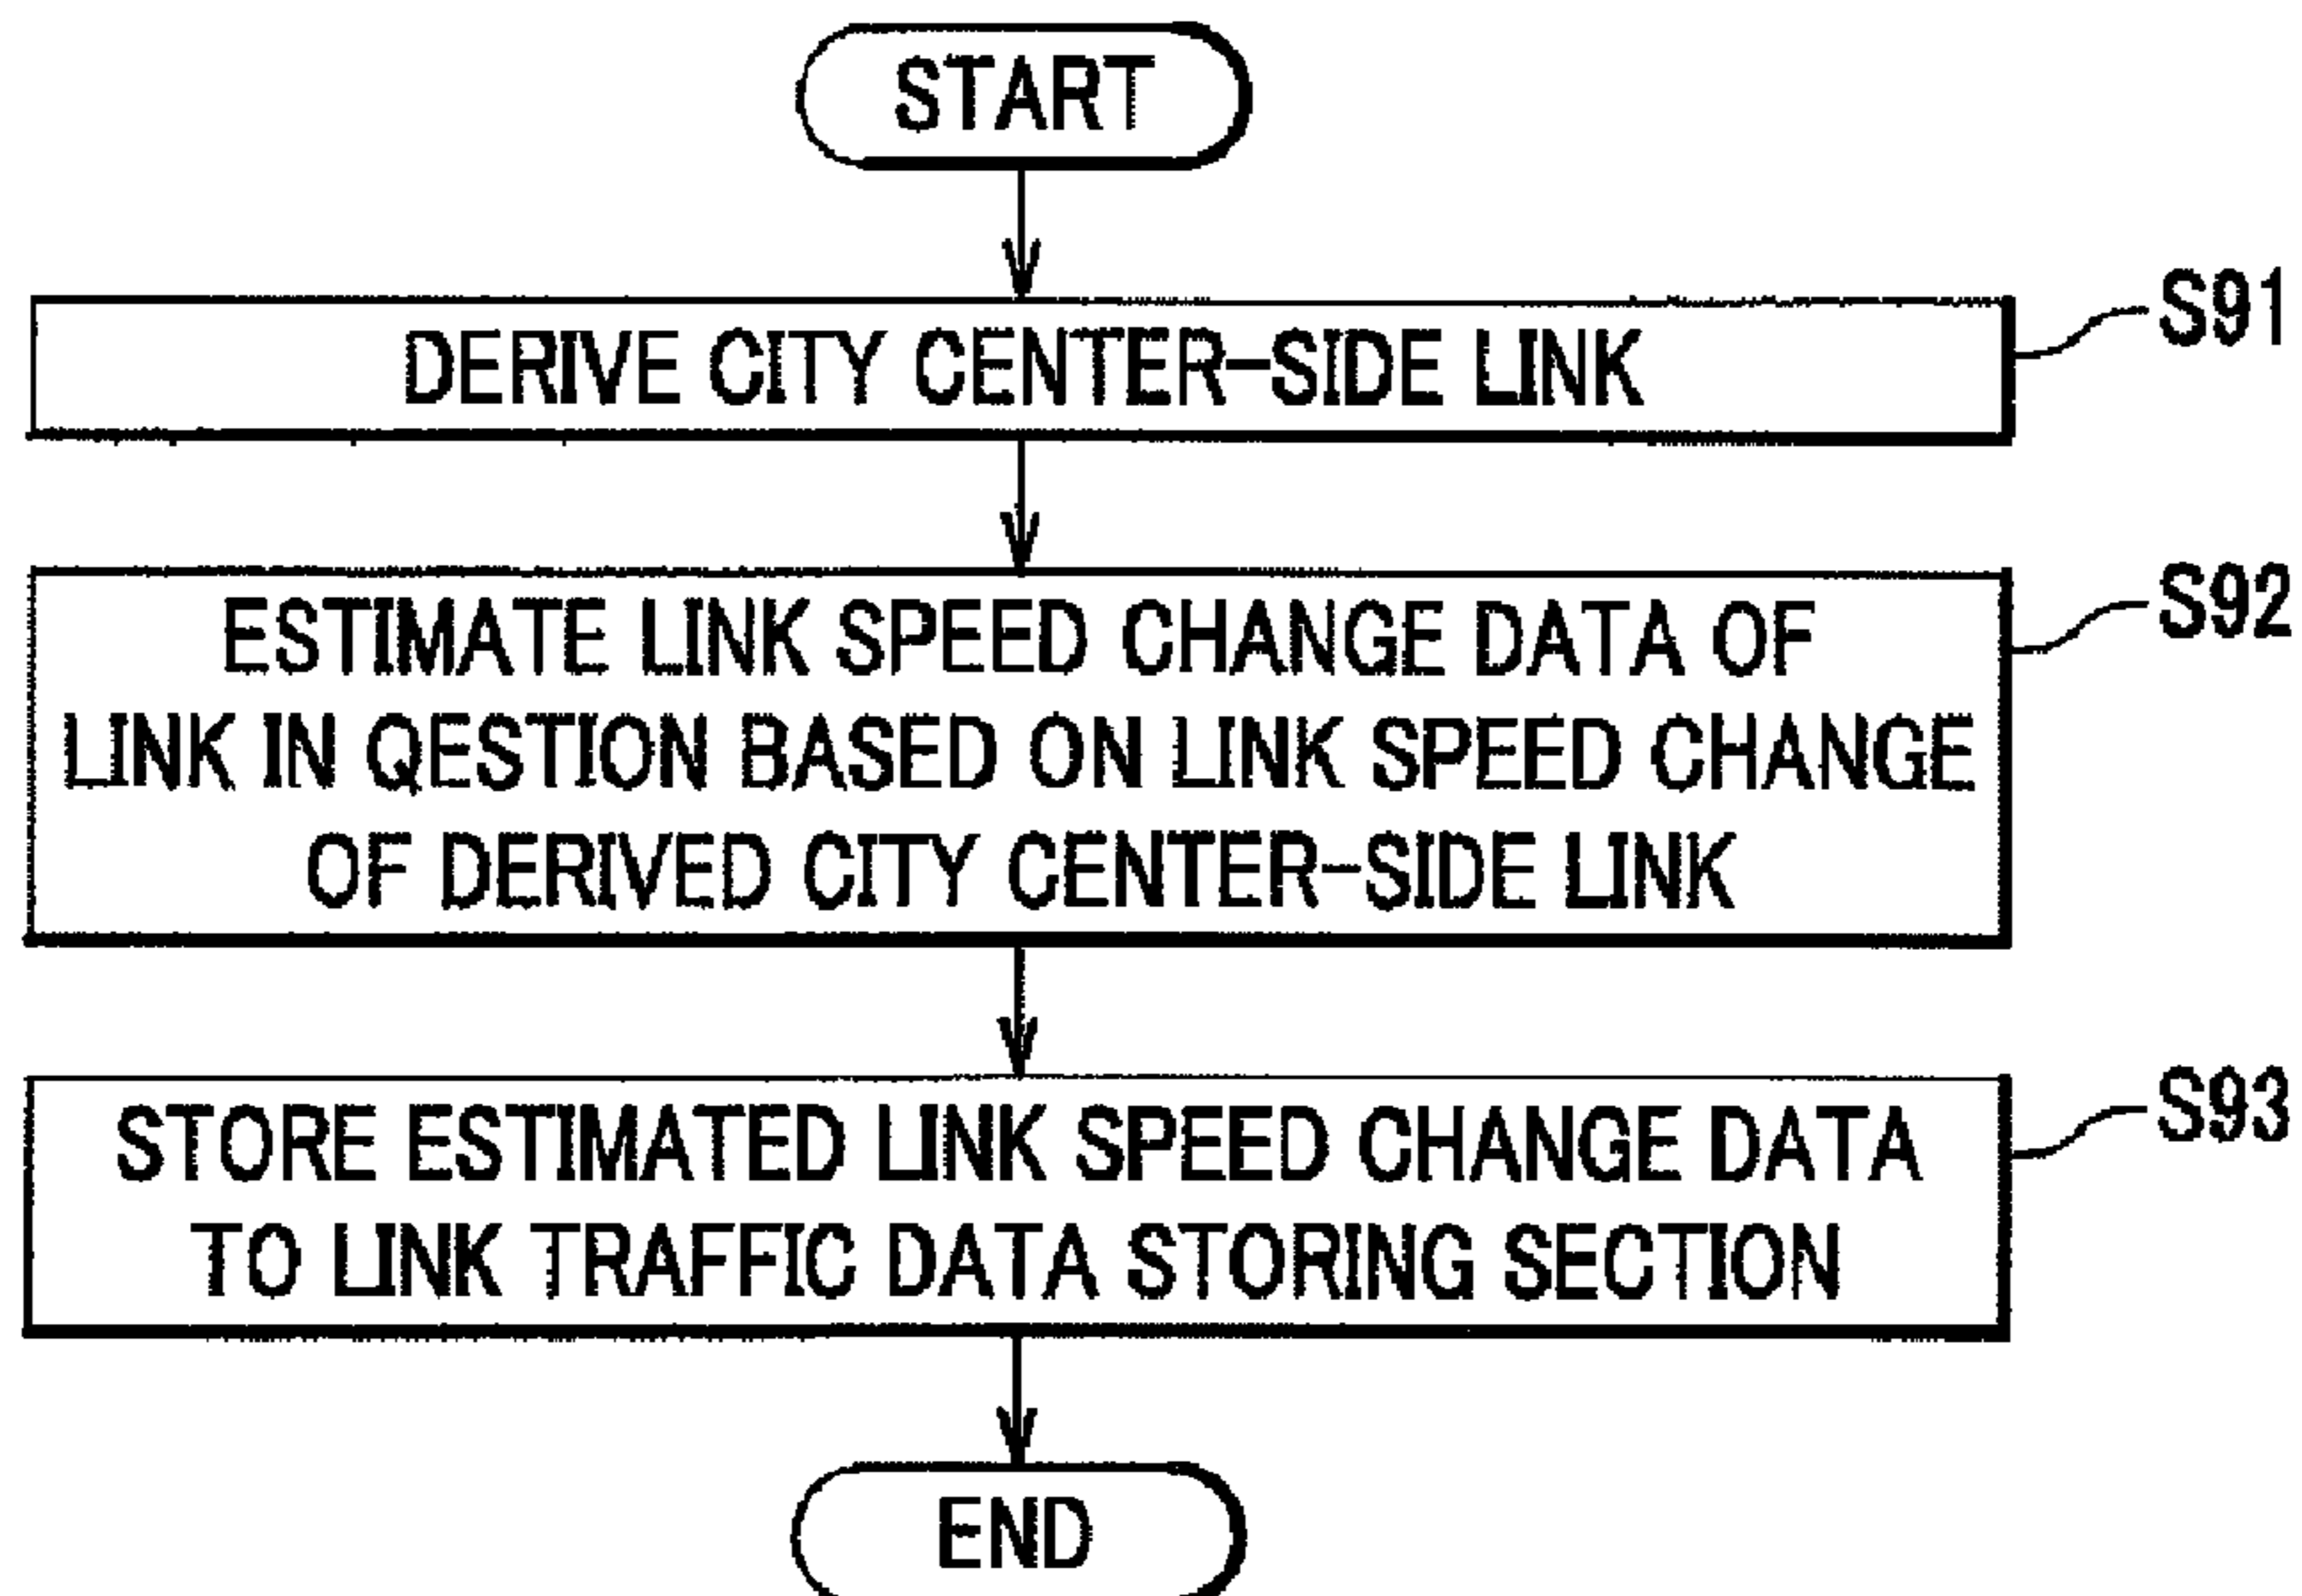 START
DERIVE CITY CENTER-SIDE LINK
S91
ESTIMATE LINK SPEED CHANGE DATA OF
LINK IN QESTION BASED ON LINK SPEED CHANGE
OF DERIVED CITY CENTER-SIDE LINK
S92
STORE ESTIMATED LINK SPEED CHANGE DATA
TO LINK TRAFFIC DATA STORING SECTION
S93
END